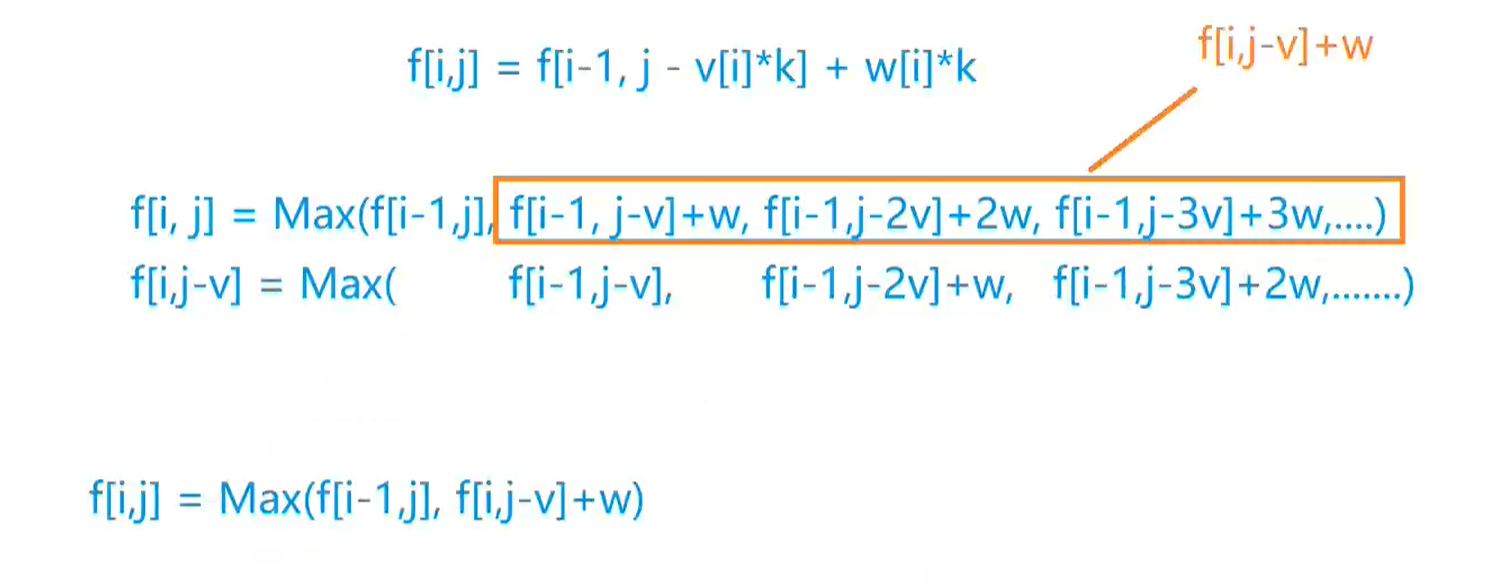 f[i,j-v]+w
f[i,j] = f[i-1, j - v[i]*k] + w[i]*k
f[i, j] = Max(f[i-1,j], f[i-1, j-v]+w, f[i-1,j-2v]+2w, f[i-1,j-3v]+3w,....)
f[i,j-v] = Max( f[i-1,j-v], f[i-1,j-2v]+w, f[i-1,j-3v]+2w,.......)
f[i,j] = Max(f[i-1,j], f[i,j-v]+w)